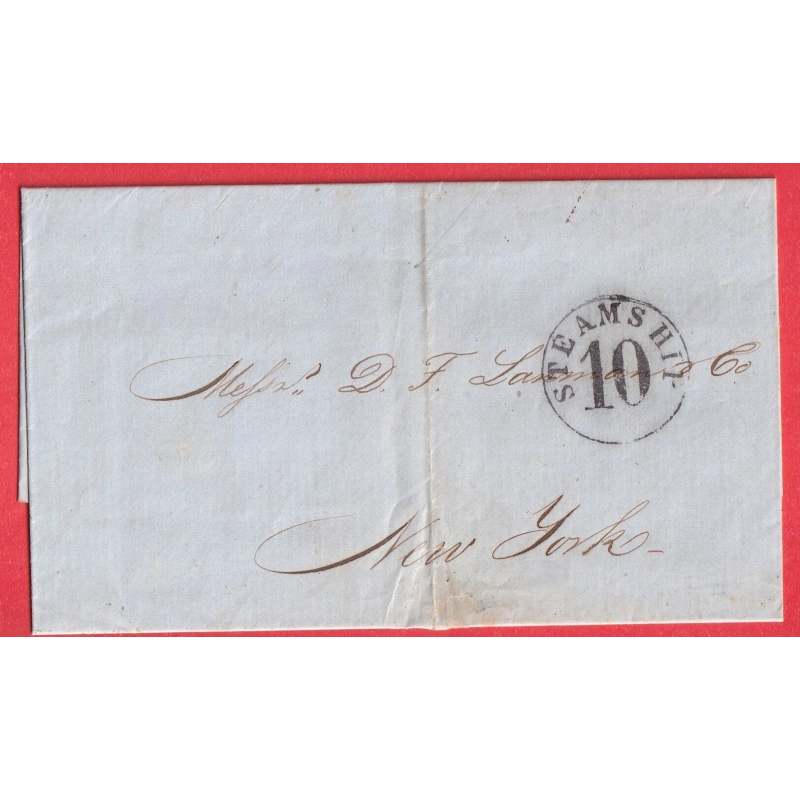 STEAMSHIP
10
Messrs. D. F. Lanman & Co
New York